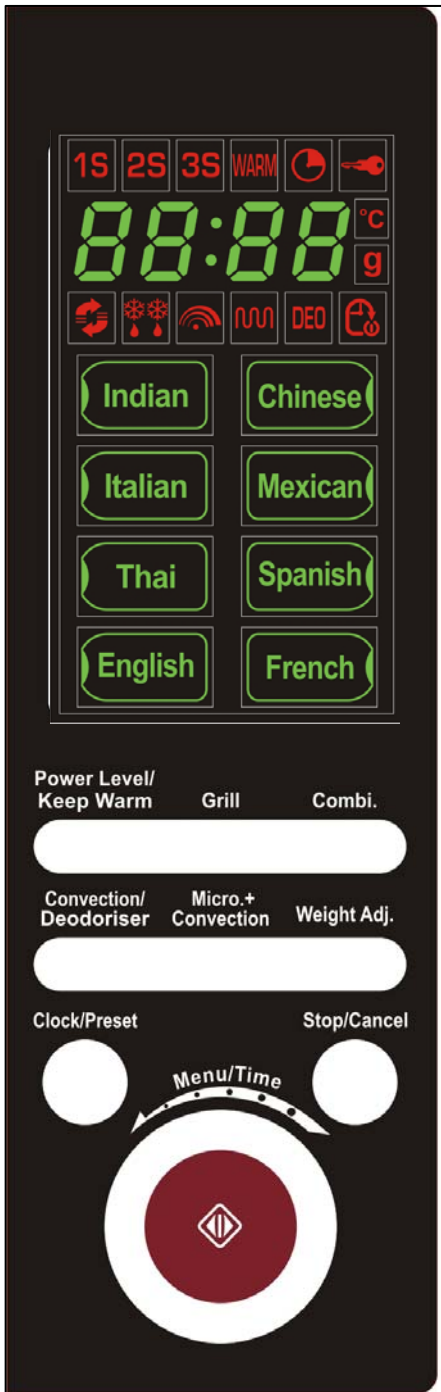 1S 2S 3S WARM
88:88 °C
g
DEO
Indian Chinese
Italian Mexican
Thai Spanish
English French
Power Level/
Keep Warm Grill Combi.
Convection/
Deodoriser Micro.+
Convection Weight Adj.
Clock/Preset Stop/Cancel
Menu/Time